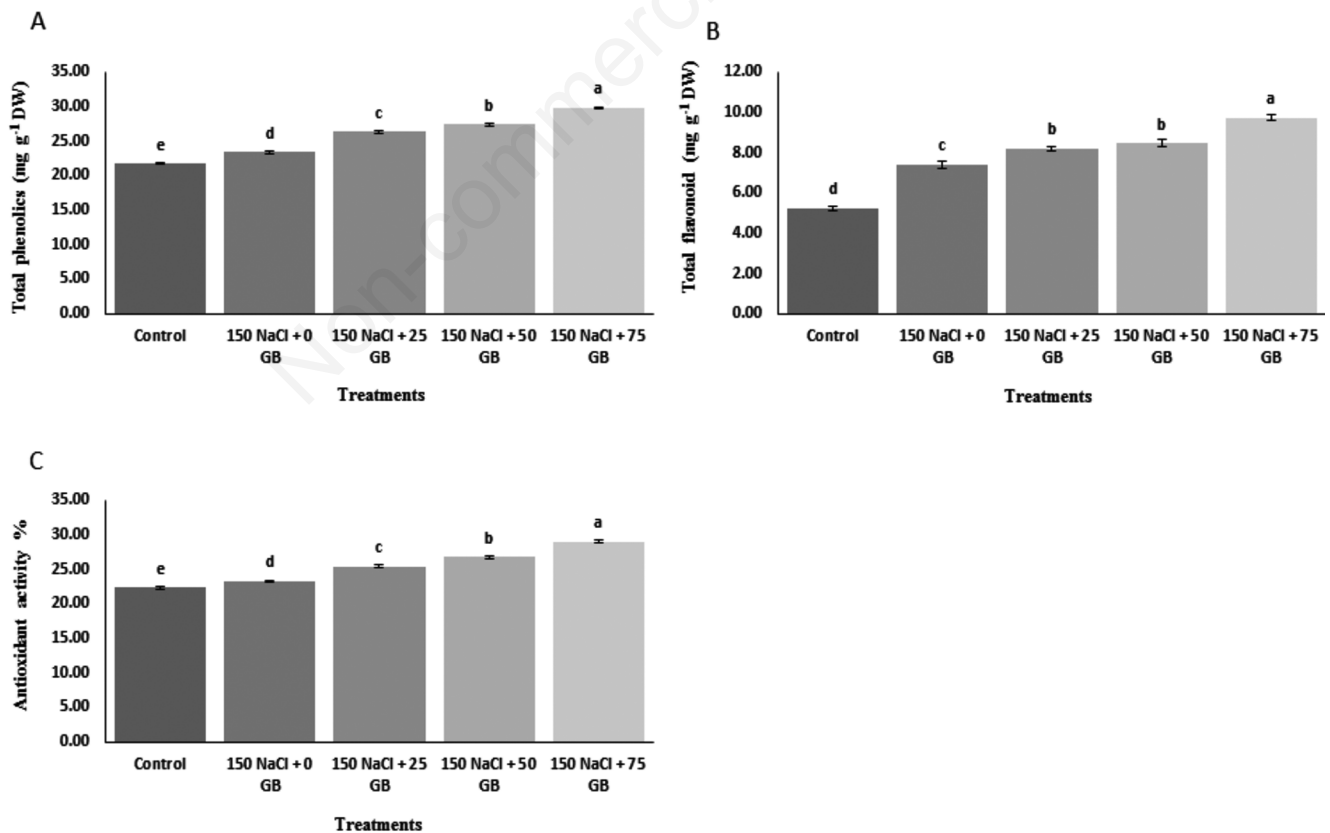 Non-commercial
A
Total phenolics (mg g-1 DW)
35.00
30.00
25.00
20.00
15.00
10.00
5.00
0.00
e
d
c
b
a
Control
150 NaCl + 0
GB
150 NaCl + 25
GB
150 NaCl + 50
GB
150 NaCl + 75
GB
Treatments
B
Total flavonoid (mg g-1 DW)
12.00
10.00
8.00
6.00
4.00
2.00
0.00
d
c
b
b
a
Control
150 NaCl + 0
GB
150 NaCl + 25
GB
150 NaCl + 50
GB
150 NaCl + 75
GB
Treatments
C
Antioxidant activity %
35.00
30.00
25.00
20.00
15.00
10.00
5.00
0.00
e
d
c
b
a
Control
150 NaCl + 0
GB
150 NaCl + 25
GB
150 NaCl + 50
GB
150 NaCl + 75
GB
Treatments